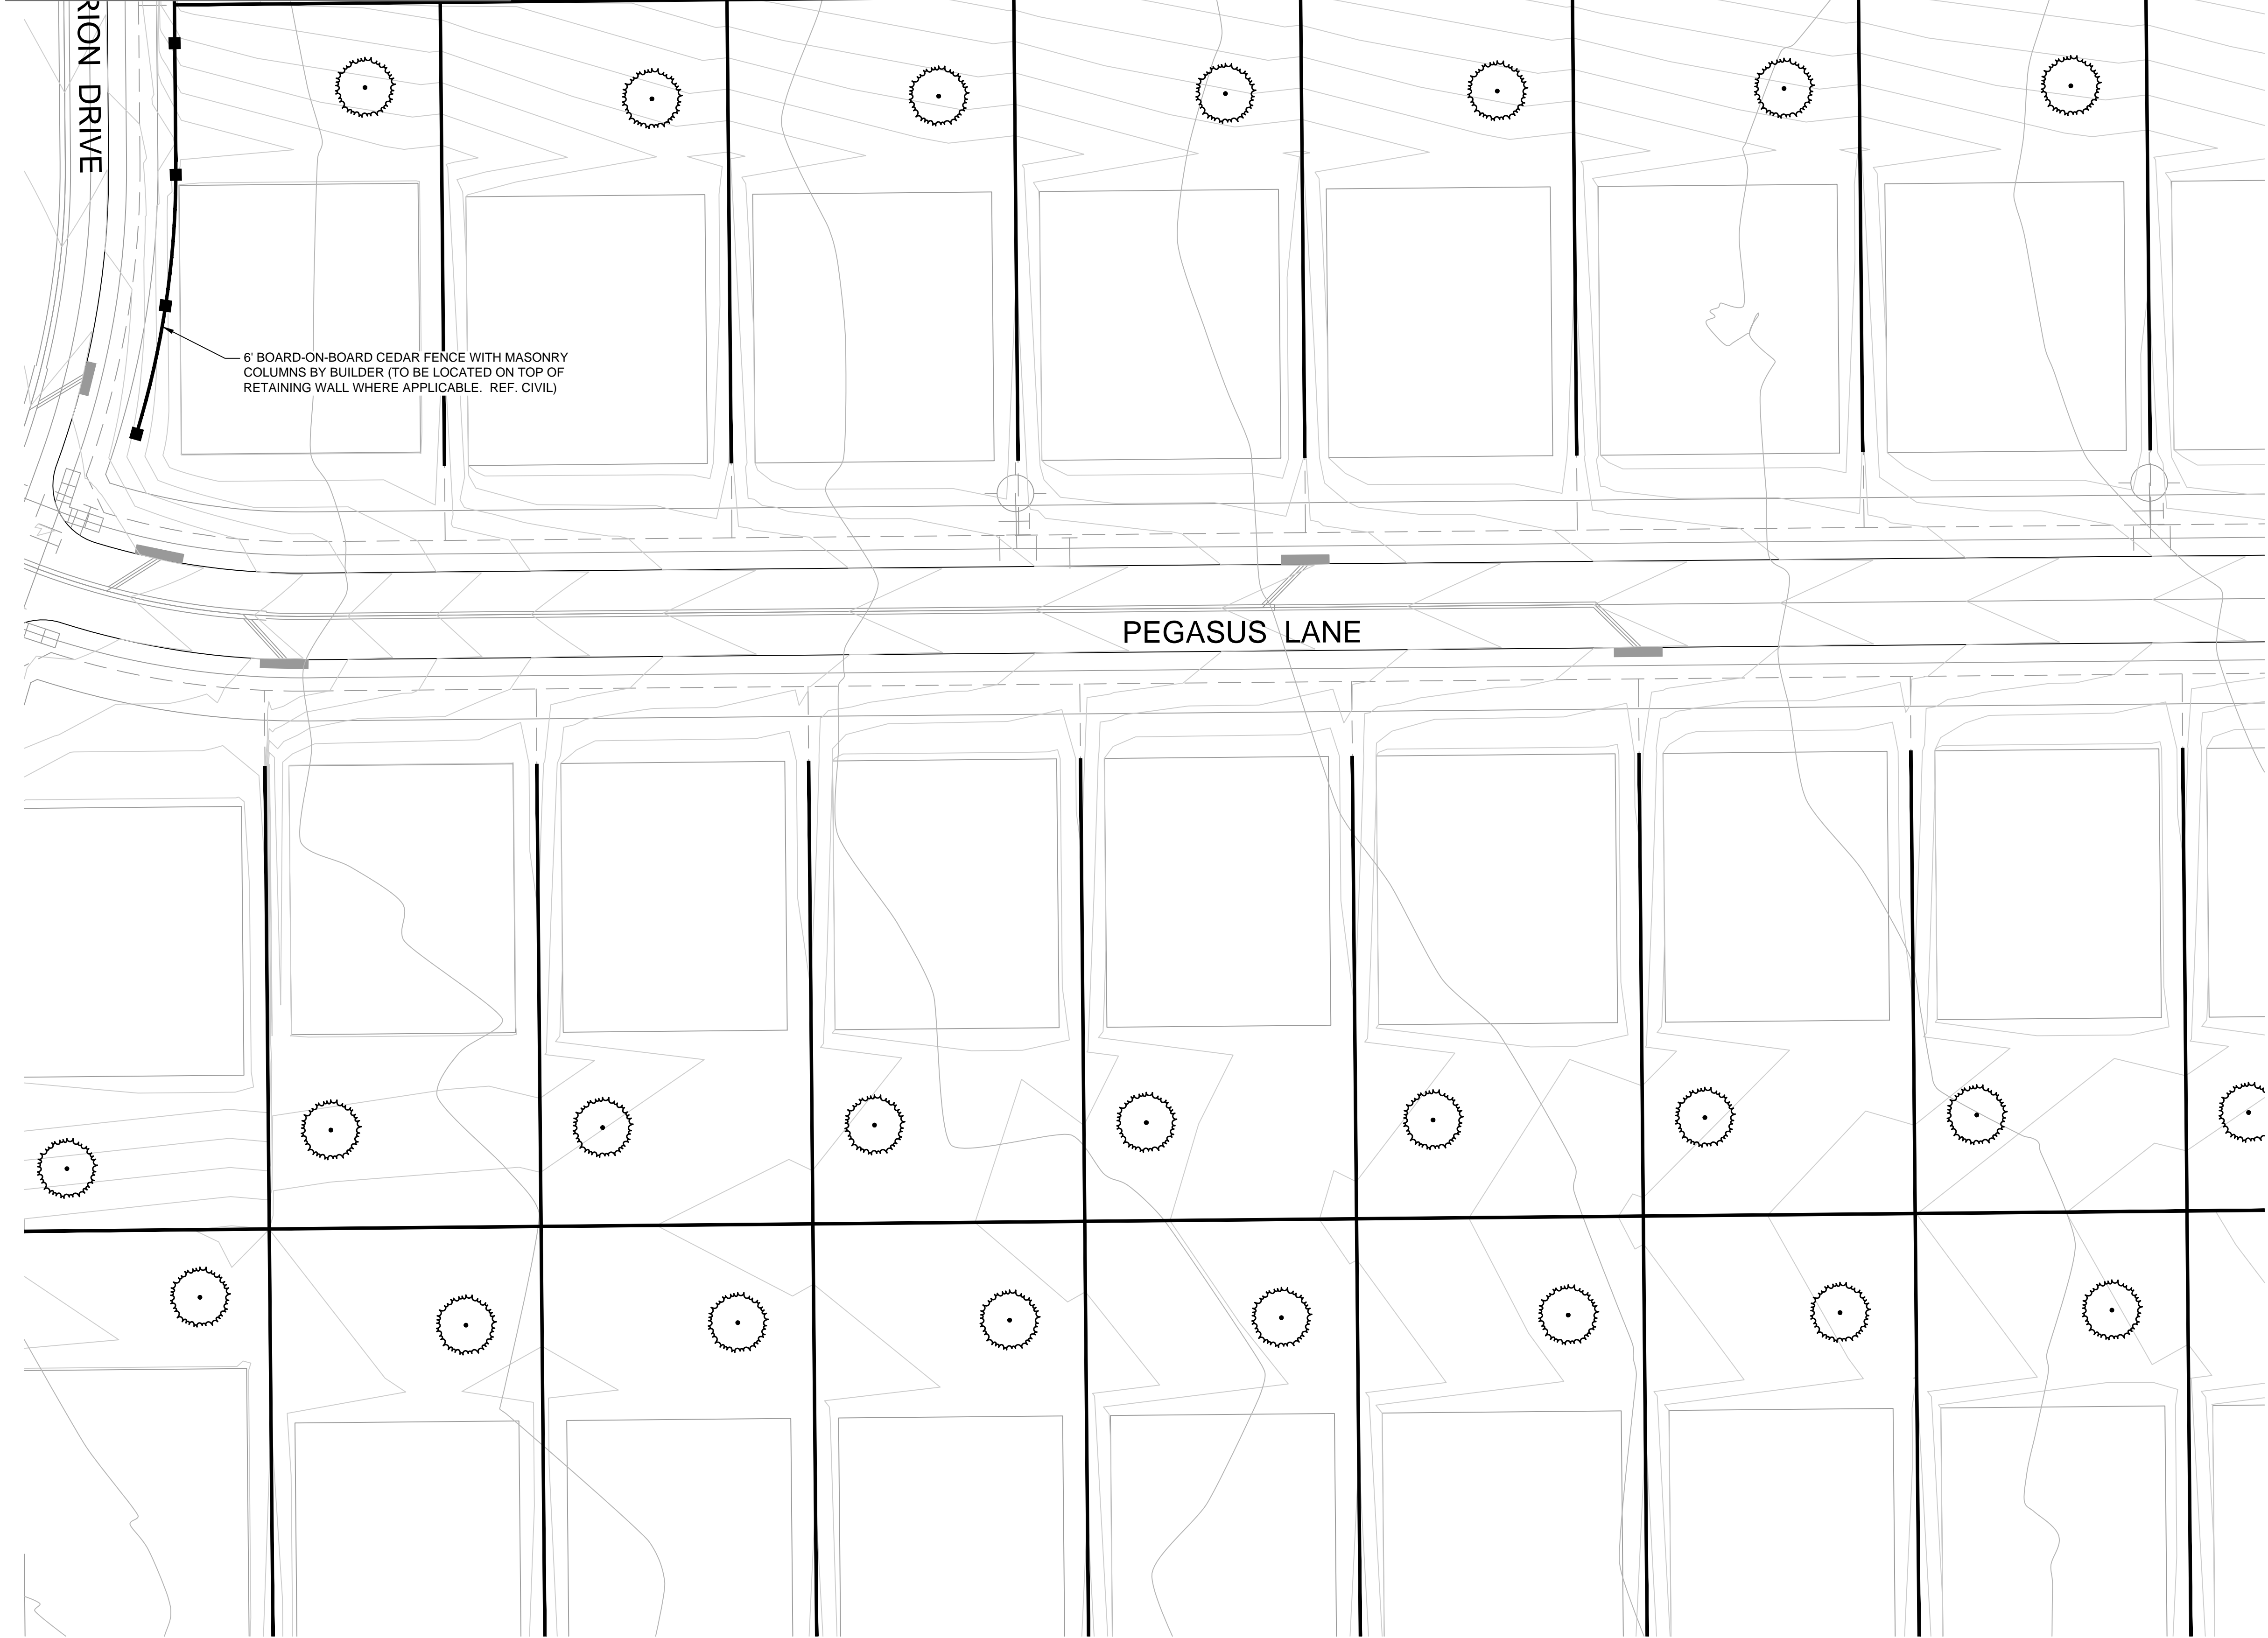 RION DRIVE
6' BOARD-ON-BOARD CEDAR FENCE WITH MASONRY
COLUMNS BY BUILDER (TO BE LOCATED ON TOP OF
RETAINING WALL WHERE APPLICABLE. REF. CIVIL)
PEGASUS LANE